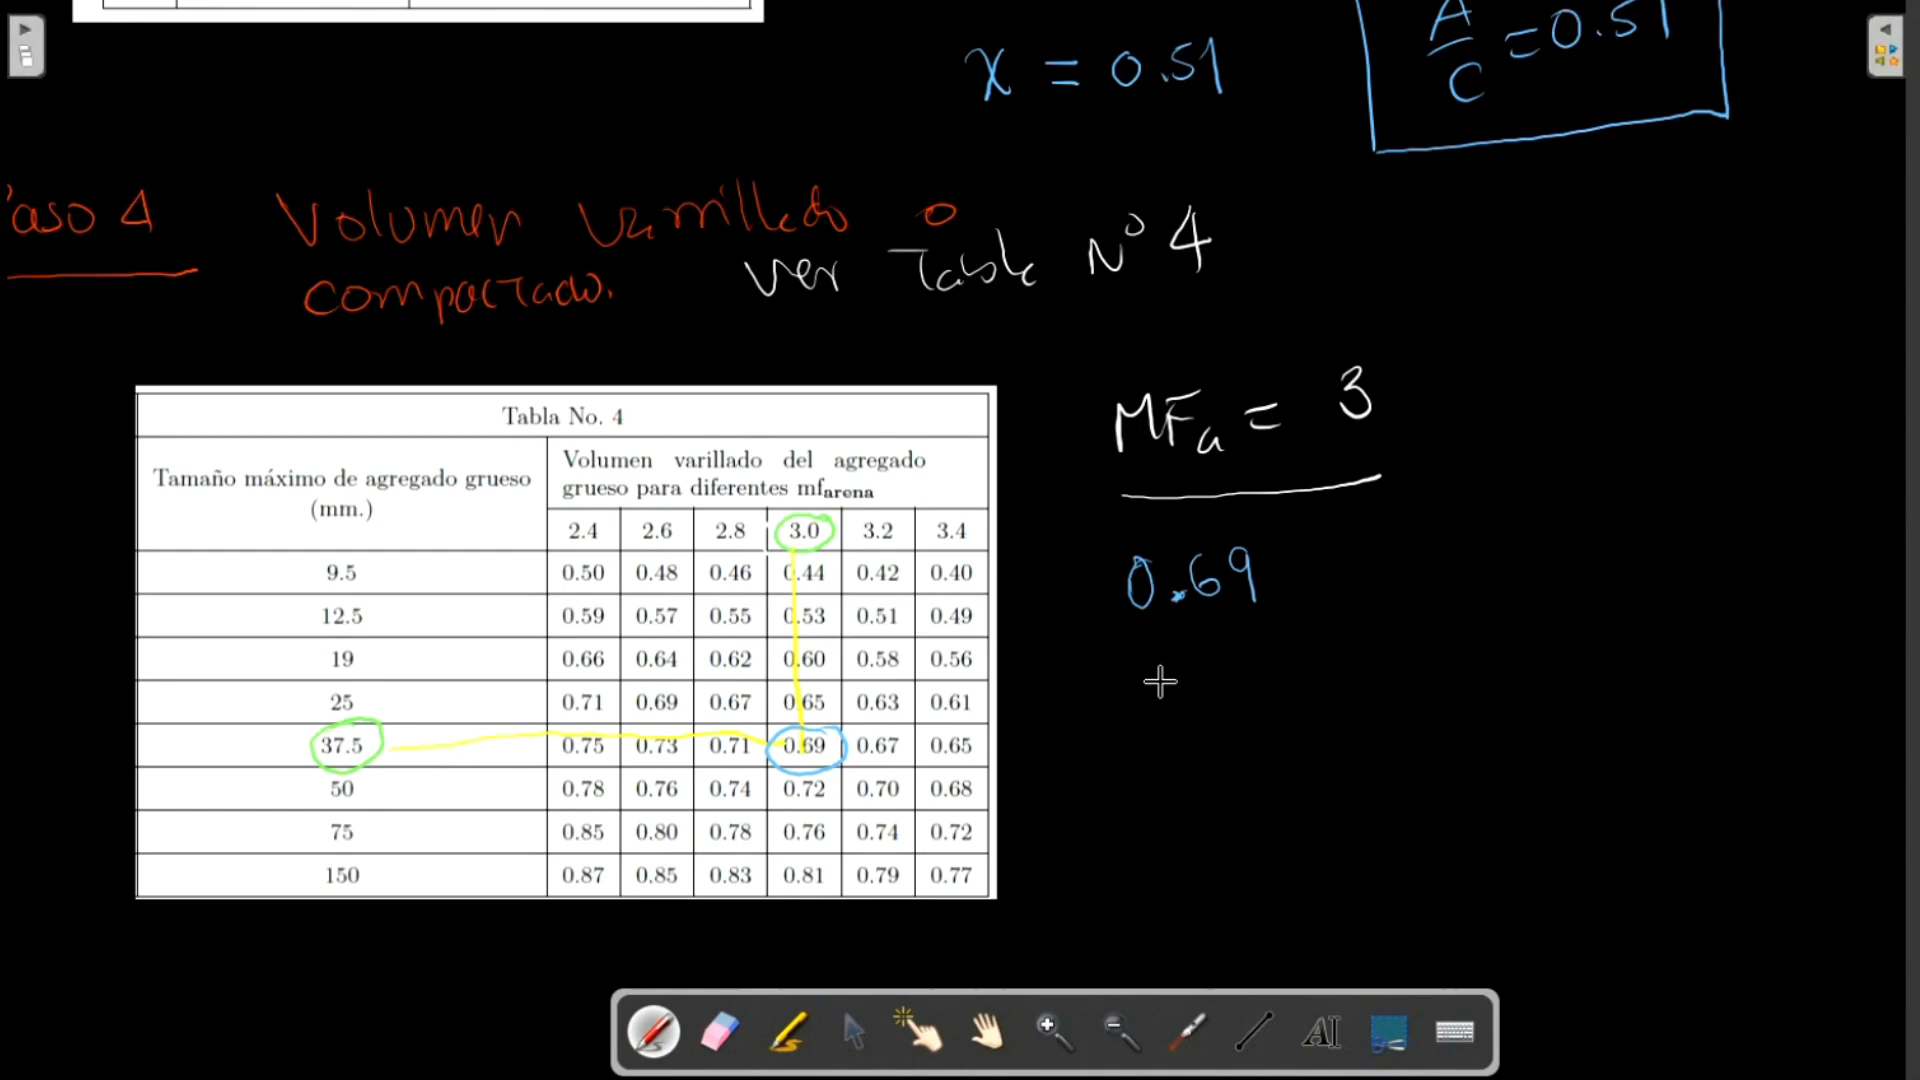 x = 0.51
A/C = 0.51
Paso 4 Volumen Varrillado o
compactado. Ver Tabla N° 4
Tabla No. 4
Tamaño máximo de agregado grueso
(mm.)
Volumen varillado del agregado
grueso para diferentes mfarena
2.4 2.6 2.8 3.0 3.2 3.4
9.5 0.50 0.48 0.46 0.44 0.42 0.40
12.5 0.59 0.57 0.55 0.53 0.51 0.49
19 0.66 0.64 0.62 0.60 0.58 0.56
25 0.71 0.69 0.67 0.65 0.63 0.61
37.5 0.75 0.73 0.71 0.69 0.67 0.65
50 0.78 0.76 0.74 0.72 0.70 0.68
75 0.85 0.80 0.78 0.76 0.74 0.72
150 0.87 0.85 0.83 0.81 0.79 0.77
MFa = 3
0.69
AI